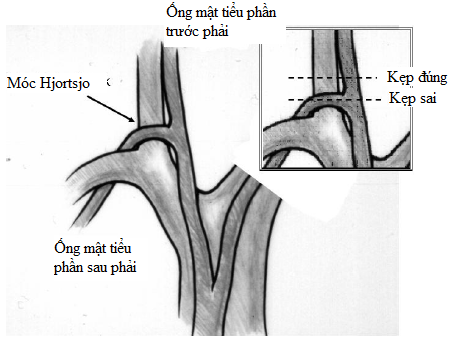 Ống mật tiểu phần
trước phải
Móc Hjortsjo
Kẹp đúng
Kẹp sai
Ống mật tiểu
phần sau phải